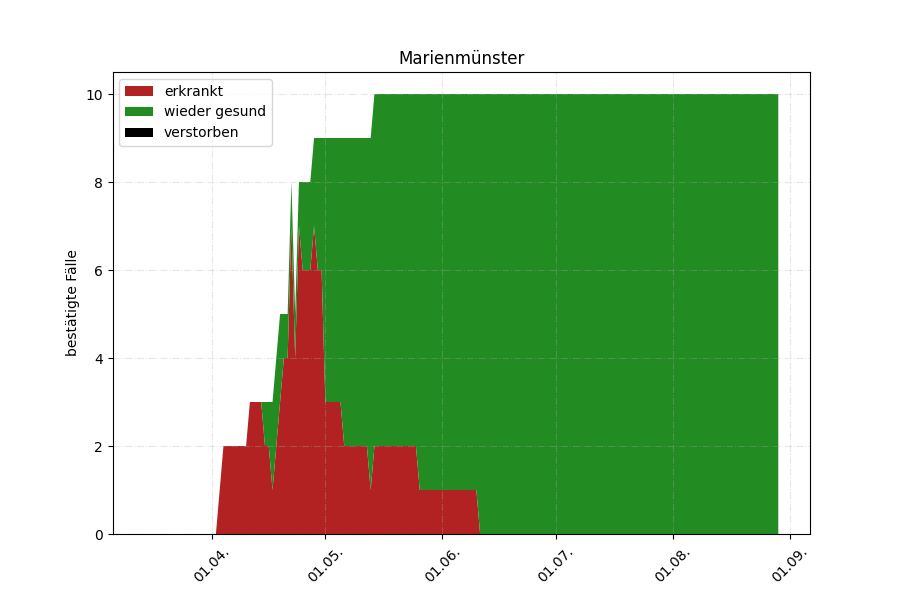 Marienmünster
erkrankt
wieder gesund
verstorben
bestätigte Fälle
10
8
6
4
2
0
01.04.
01.05.
01.06.
01.07.
01.08.
01.09.